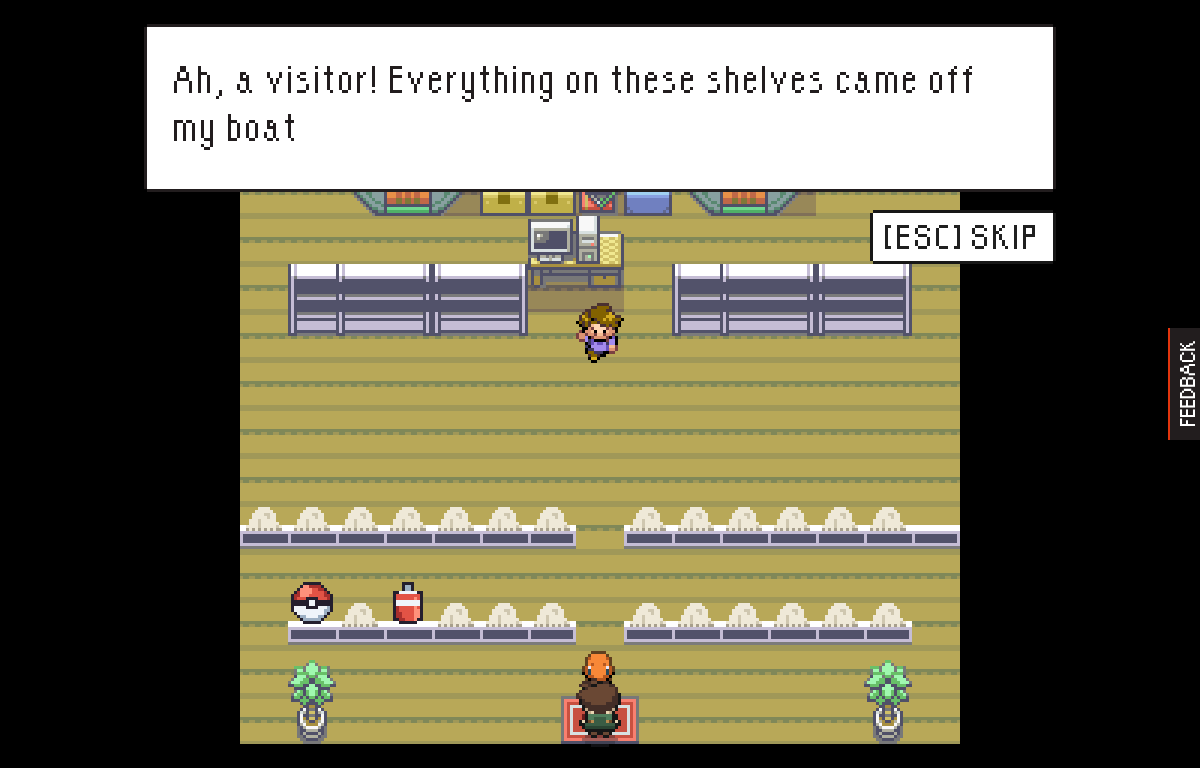 Ah, a visitor! Everything on these shelves came off
my boat
[ESC] SKIP
FEEDBACK